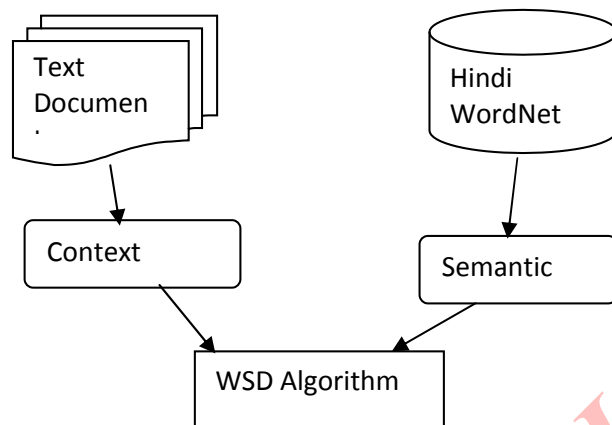 Text
Documen
Hindi
WordNet
Context
Semantic
WSD Algorithm